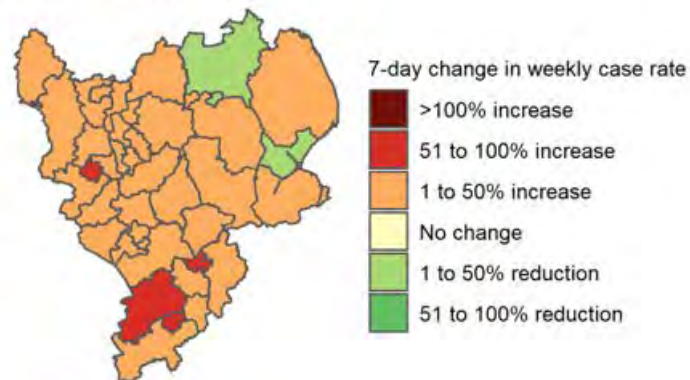 7-day change in weekly case rate
>100% increase
51 to 100% increase
1 to 50% increase
No change
1 to 50% reduction
51 to 100% reduction